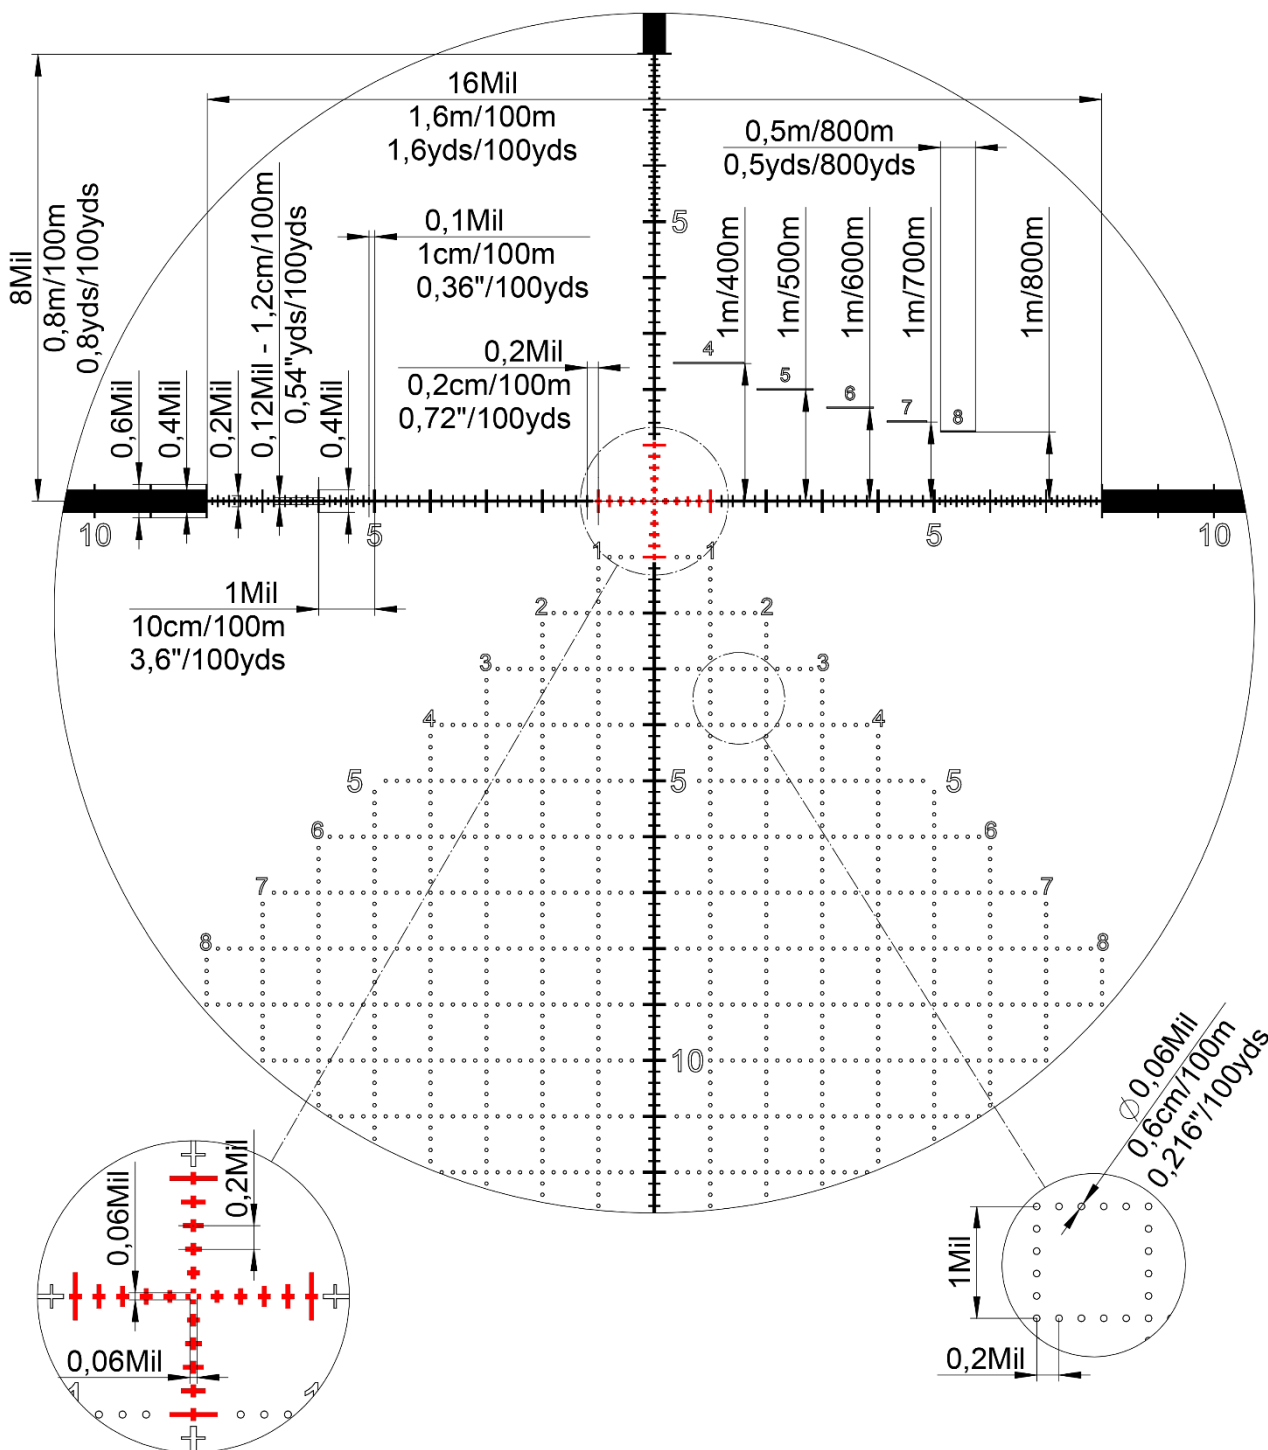 16Mil
1,6m/100m
1,6yds/100yds
0,5m/800m
0,5yds/800yds
8Mil
0,8m/100m
0,8yds/100yds
0,6Mil
0,4Mil
0,2Mil
0,12Mil - 1,2cm/100m
0,54"yds/100yds
0,4Mil
0,1Mil
1cm/100m
0,36"/100yds
0,2Mil
0,2cm/100m
0,72"/100yds
5
1m/400m
1m/500m
1m/600m
1m/700m
1m/800m
4
5
6
7
8
10
5
5
10
1Mil
10cm/100m
3,6"/100yds
1 1
2 2
3 3
4 4
5 5 5
6 6
7 7
8 8
10
0,06Mil
0,2Mil
0,06Mil
1 1
Ø 0,06Mil
0,6cm/100m
0,216"/100yds
1Mil
0,2Mil